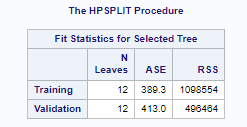 The HPSPLIT Procedure
Fit Statistics for Selected Tree
N Leaves ASE RSS
Training 12 389.3 1098554
Validation 12 413.0 496464